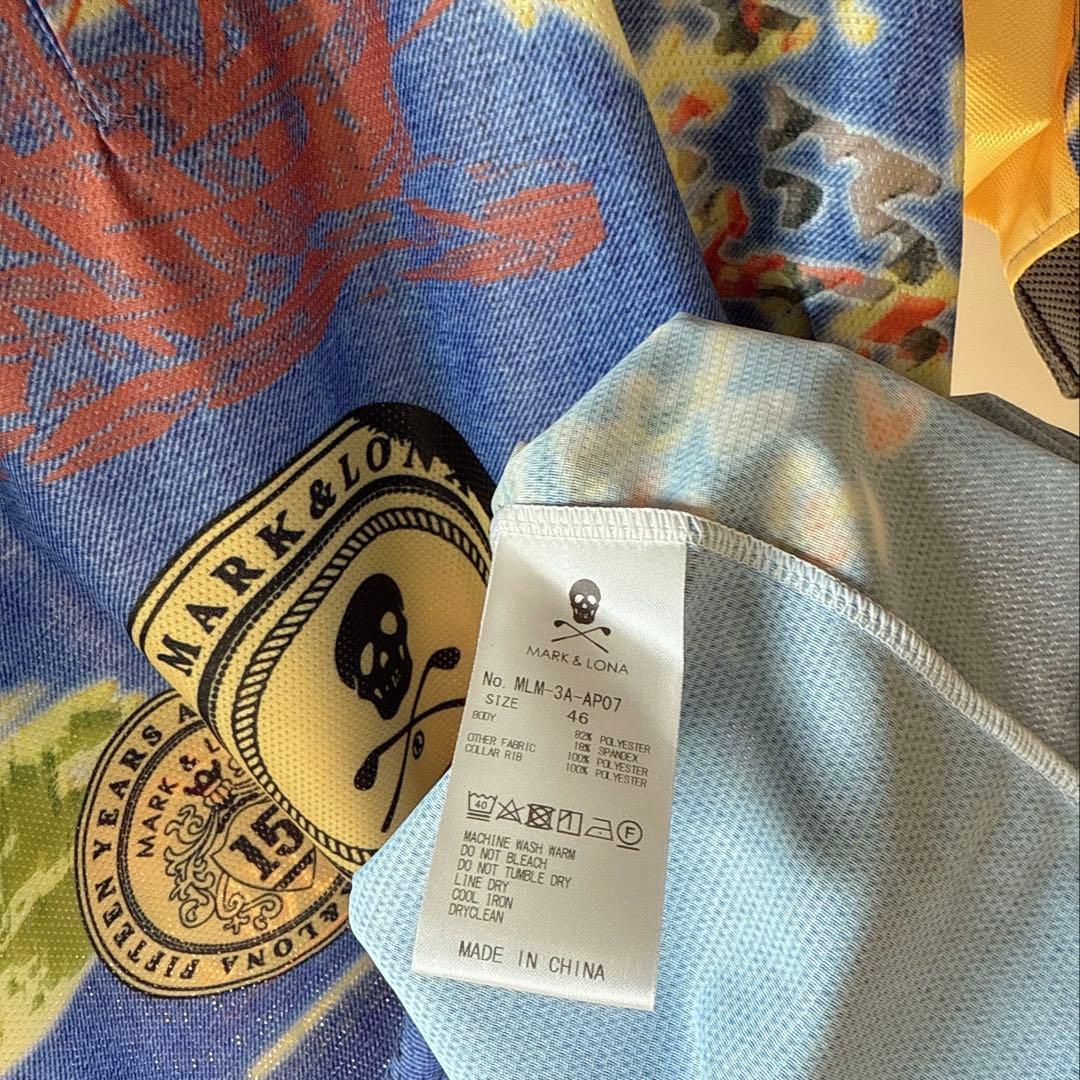 MARK & LONA
MARK &
15
FIFTEEN YEARS A
& LONA FIFTEEN
®
MARK & LONA
No. MLM-3A-AP07
SIZE 46
BODY 82% POLYESTER
18% SPANDEX
OTHER FABRIC 100% POLYESTER
COLLAR RIB 100% POLYESTER
40
F
MACHINE WASH WARM
DO NOT BLEACH
DO NOT TUMBLE DRY
LINE DRY
COOL IRON
DRYCLEAN
MADE IN CHINA